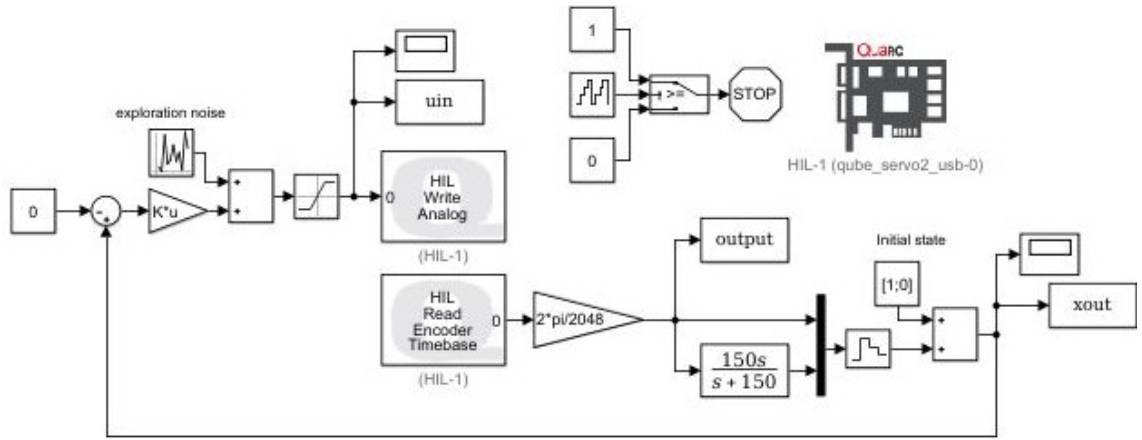 1
QUARC
uin
>=
STOP
exploration noise
0
HIL-1 (qube_servo2_usb-0)
0
-
+
K*u
+
+
0
HIL
Write
Analog
(HIL-1)
output
Initial state
[1;0]
HIL
Read
Encoder
Timebase
0
(HIL-1)
2*pi/2048
xout
+
+
150s
s + 150